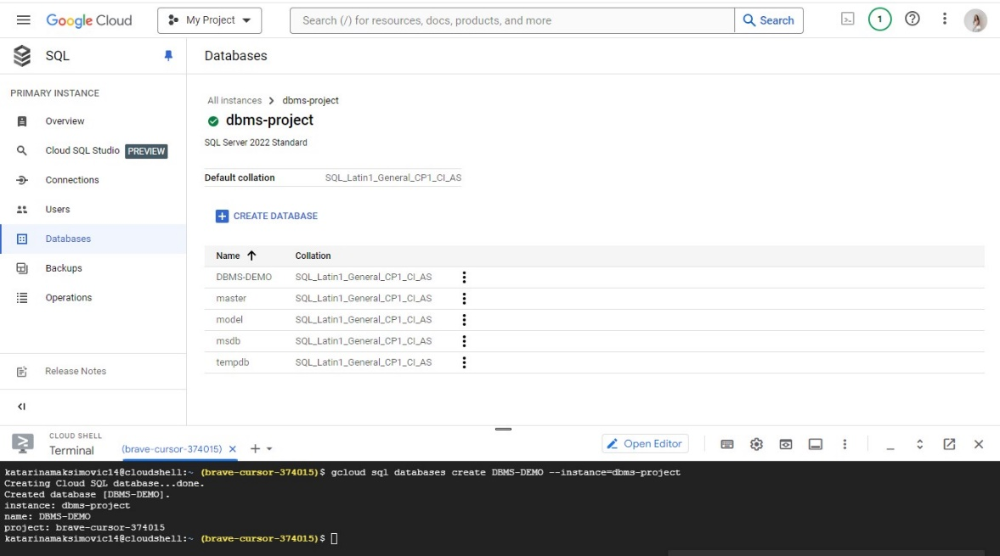 Google Cloud
My Project
Search (/) for resources, docs, products, and more
Search
1
SQL
Databases
PRIMARY INSTANCE
Overview
Cloud SQL Studio PREVIEW
Connections
Users
Databases
Backups
Operations
Release Notes
All instances > dbms-project
dbms-project
SQL Server 2022 Standard
Default collation SQL_Latin1_General_CP1_CI_AS
CREATE DATABASE
Name Collation
DBMS-DEMO SQL_Latin1_General_CP1_CI_AS
master SQL_Latin1_General_CP1_CI_AS
model SQL_Latin1_General_CP1_CI_AS
msdb SQL_Latin1_General_CP1_CI_AS
tempdb SQL_Latin1_General_CP1_CI_AS
CLOUD SHELL
Terminal
(brave-cursor-374015)
Open Editor
katarinamaksimovic14@cloudshell:~ (brave-cursor-374015)$ gcloud sql databases create DBMS-DEMO --instance=dbms-project
Creating Cloud SQL database...done.
Created database [DBMS-DEMO].
instance: dbms-project
name: DBMS-DEMO
project: brave-cursor-374015
katarinamaksimovic14@cloudshell:~ (brave-cursor-374015)$